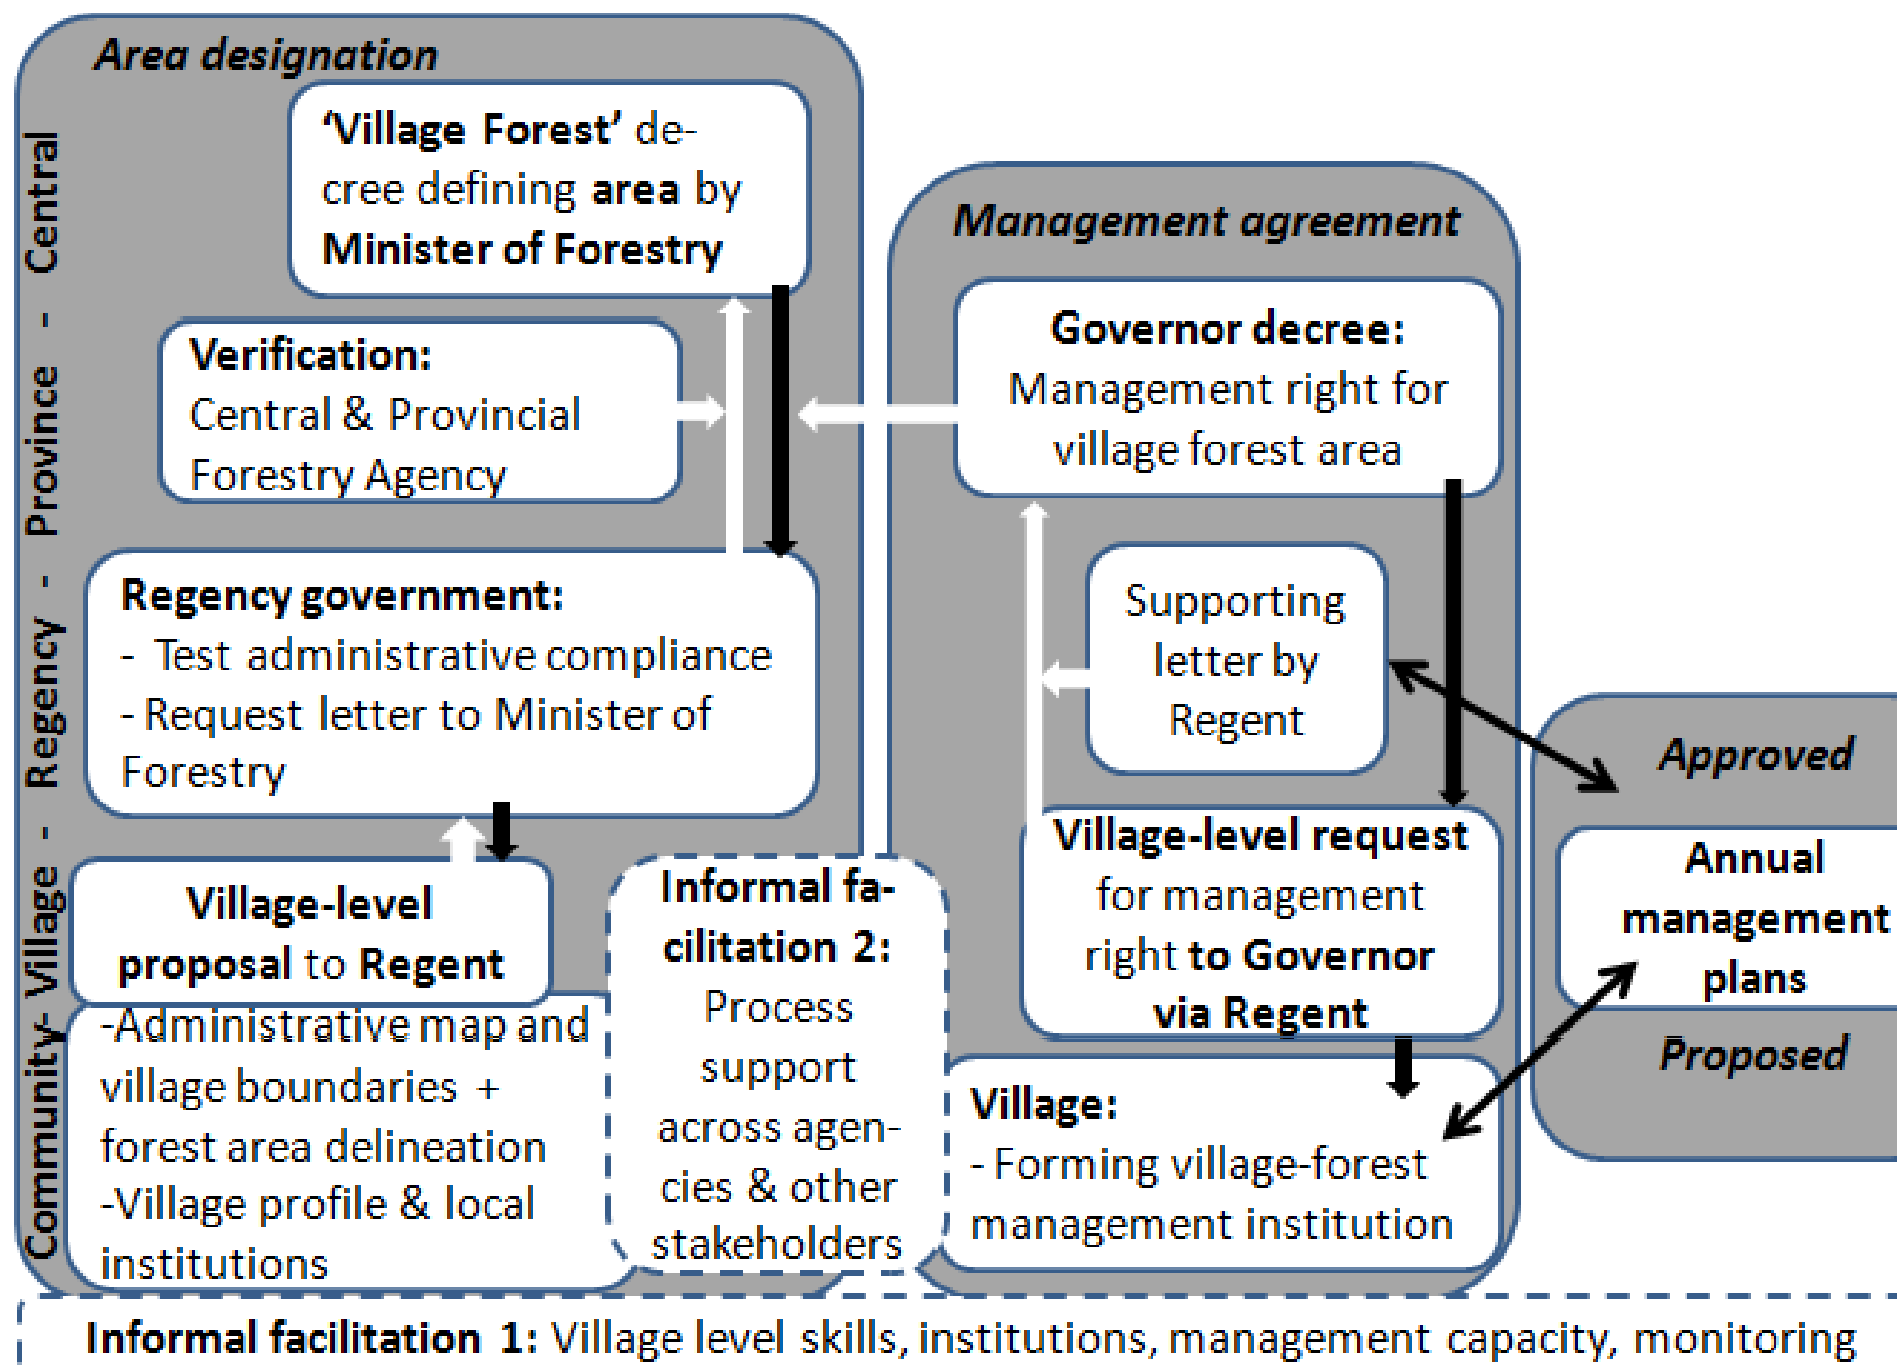 Area designation
Community- Village - Regency - Province - Central
‘Village Forest’ de-
cree defining area by
Minister of Forestry
Verification:
Central & Provincial
Forestry Agency
Regency government:
- Test administrative compliance
- Request letter to Minister of
Forestry
Village-level
proposal to Regent
-Administrative map and
village boundaries +
forest area delineation
-Village profile & local
institutions
Informal fa-
cilitation 2:
Process
support
across agen-
cies & other
stakeholders
Management agreement
Governor decree:
Management right for
village forest area
Supporting
letter by
Regent
Village-level request
for management
right to Governor
via Regent
Village:
- Forming village-forest
management institution
Approved
Annual
management
plans
Proposed
Informal facilitation 1: Village level skills, institutions, management capacity, monitoring